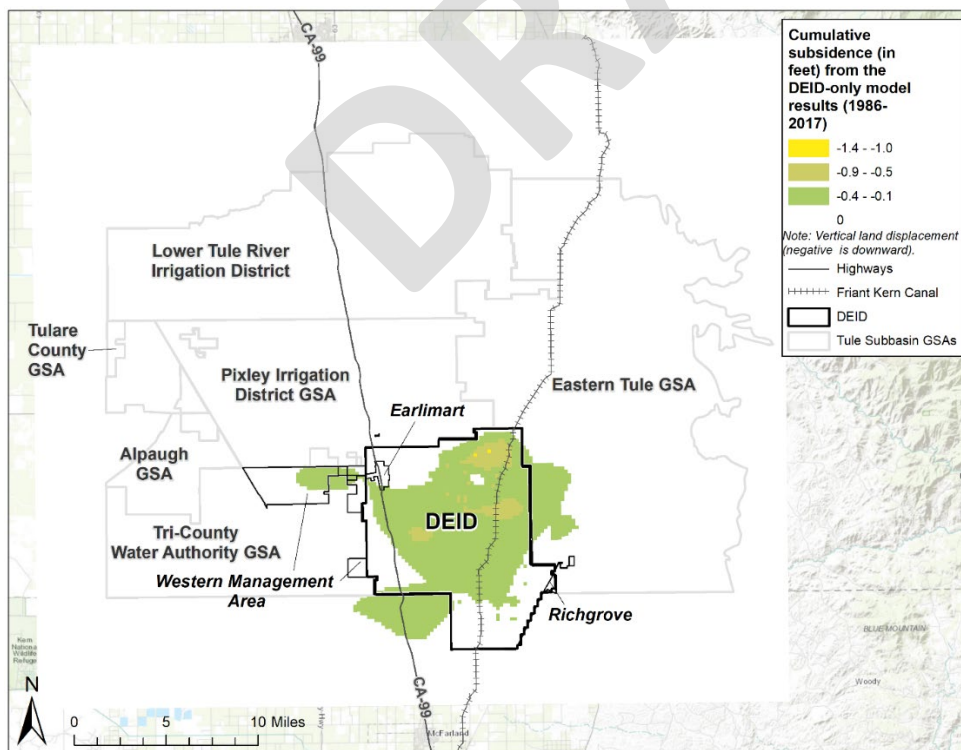 DRA
CA-99
Cumulative
subsidence (in
feet) from the
DEID-only model
results (1986-
2017)
-1.4 - -1.0
-0.9 - -0.5
-0.4 - -0.1
0
Note: Vertical land displacement
(negative is downward).
Highways
Friant Kern Canal
DEID
Tule Subbasin GSAs
Lower Tule River
Irrigation District
Tulare
County
GSA
Pixley Irrigation
District GSA
Eastern Tule GSA
Earlimart
Alpaugh
GSA
DEID
Tri-County
Water Authority GSA
Western Management
Area
Richgrove
BLUE MOUNTAIN
Kern
National
Wildlife
Refuge
Woody
N
0 5 10 Miles
CA-99
McFarland